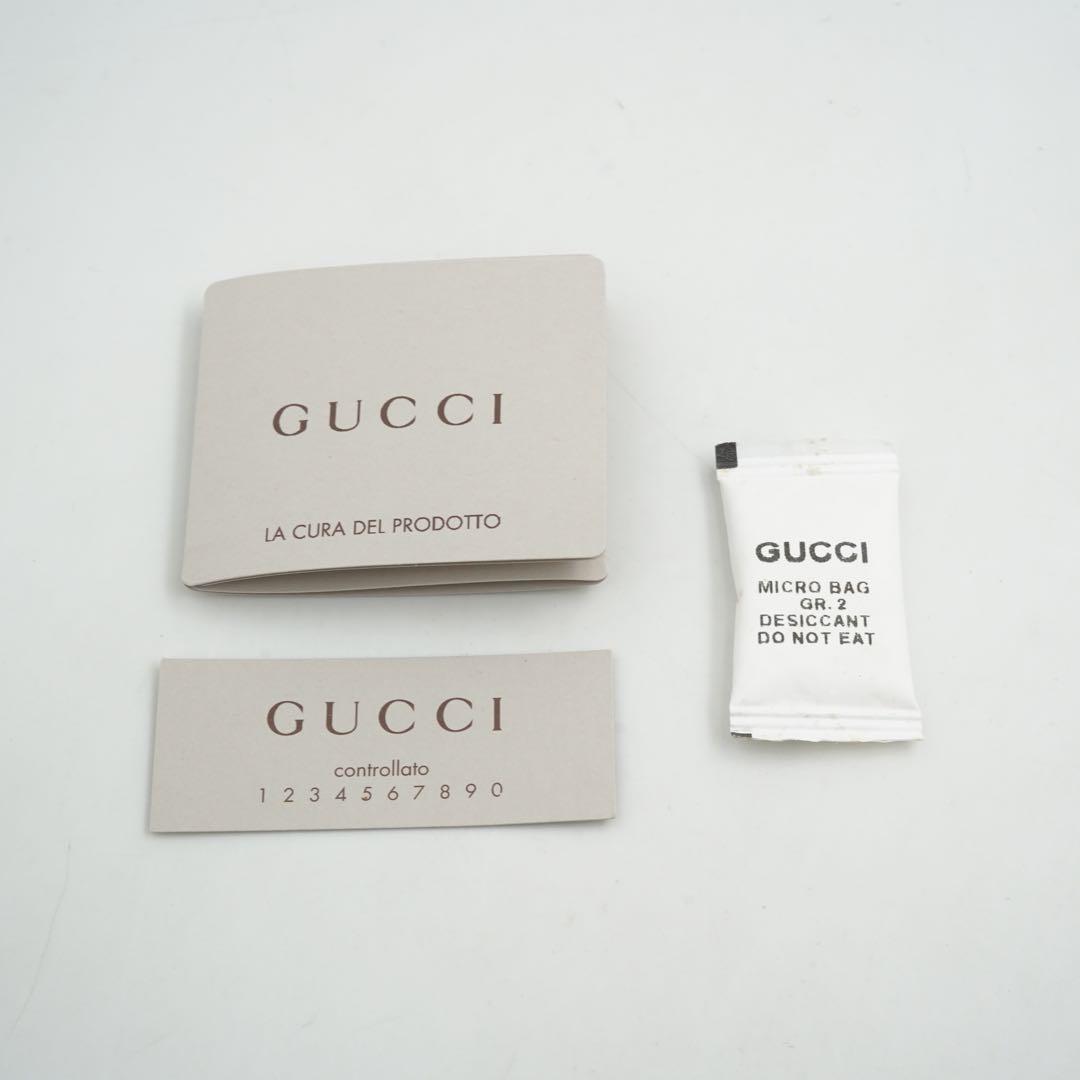 GUCCI
LA CURA DEL PRODOTTO
GUCCI
controllato
1 2 3 4 5 6 7 8 9 0
GUCCI
MICRO BAG
GR. 2
DESICCANT
DO NOT EAT